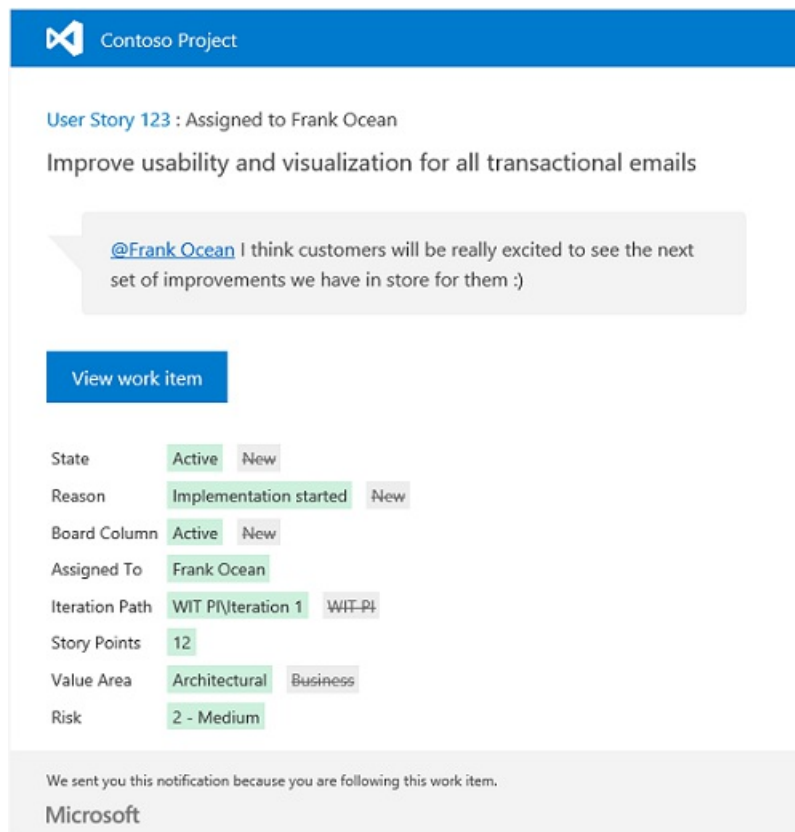 Contoso Project
User Story 123 : Assigned to Frank Ocean
Improve usability and visualization for all transactional emails
@Frank Ocean I think customers will be really excited to see the next
set of improvements we have in store for them :)
View work item
State Active New
Reason Implementation started New
Board Column Active New
Assigned To Frank Ocean
Iteration Path WIT PI\Iteration 1 WIT PI
Story Points 12
Value Area Architectural Business
Risk 2 - Medium
We sent you this notification because you are following this work item.
Microsoft